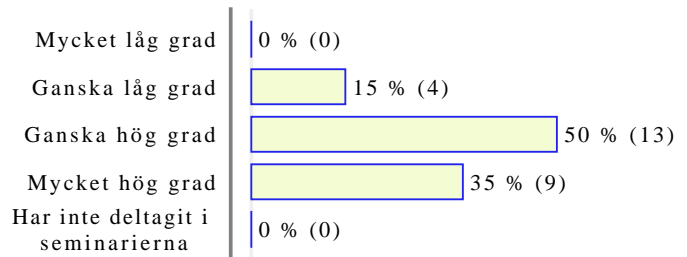 Mycket låg grad 0 % (0)
Ganska låg grad 15 % (4)
Ganska hög grad 50 % (13)
Mycket hög grad 35 % (9)
Har inte deltagit i
seminarierna 0 % (0)